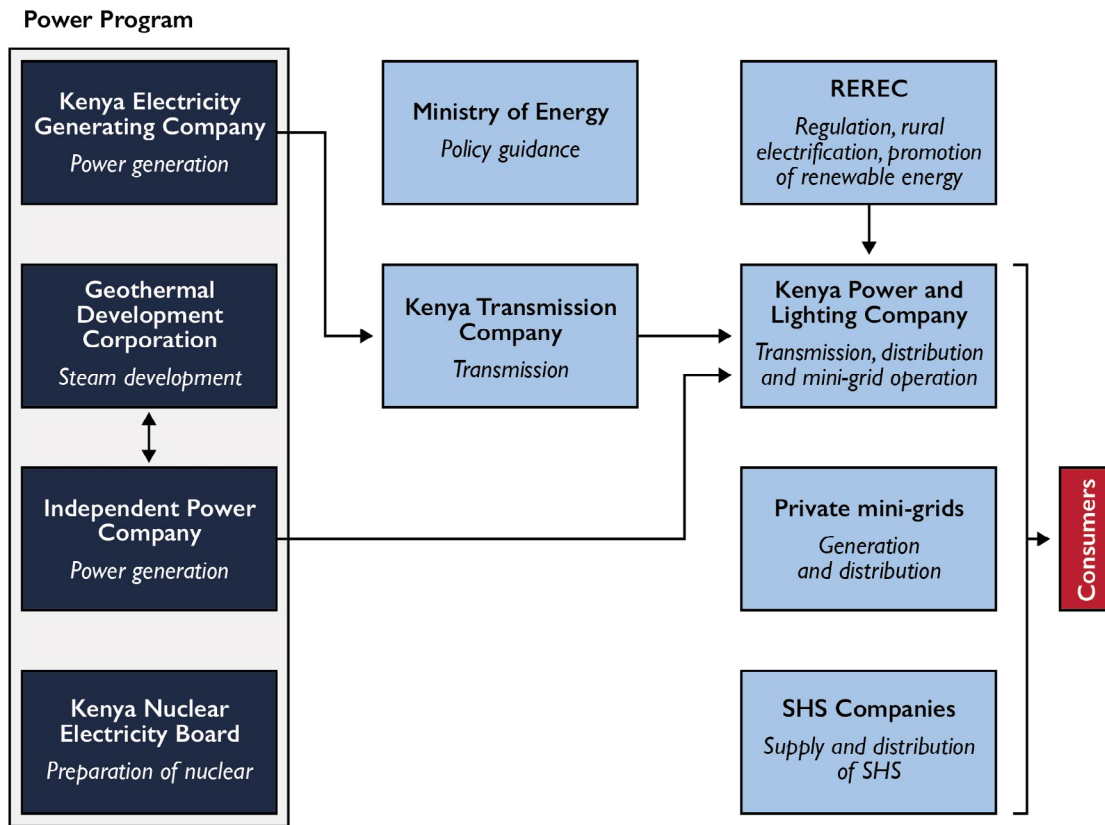 Power Program
Kenya Electricity
Generating Company
Power generation
Ministry of Energy
Policy guidance
REREC
Regulation, rural
electrification, promotion
of renewable energy
Geothermal
Development
Corporation
Steam development
Kenya Transmission
Company
Transmission
Kenya Power and
Lighting Company
Transmission, distribution
and mini-grid operation
Independent Power
Company
Power generation
Private mini-grids
Generation
and distribution
Consumers
Kenya Nuclear
Electricity Board
Preparation of nuclear
SHS Companies
Supply and distribution
of SHS